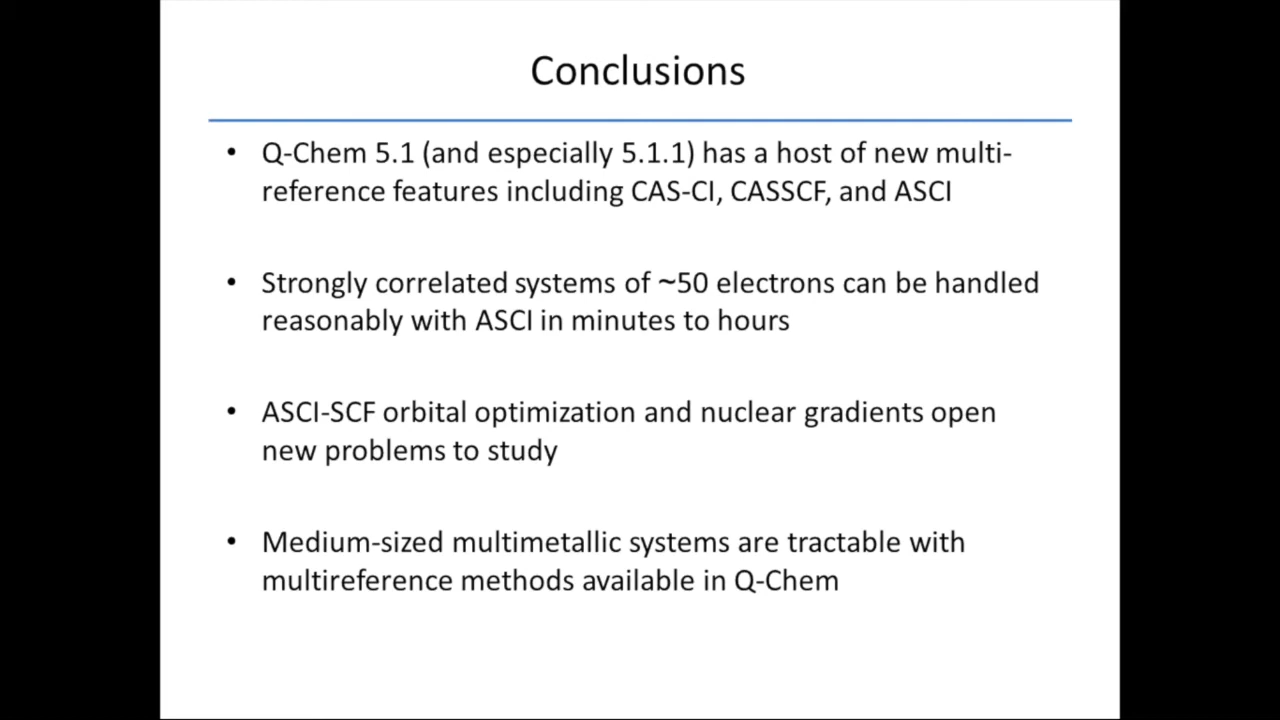 Conclusions
• Q-Chem 5.1 (and especially 5.1.1) has a host of new multi-
reference features including CAS-CI, CASSCF, and ASCI
• Strongly correlated systems of ~50 electrons can be handled
reasonably with ASCI in minutes to hours
• ASCI-SCF orbital optimization and nuclear gradients open
new problems to study
• Medium-sized multimetallic systems are tractable with
multireference methods available in Q-Chem